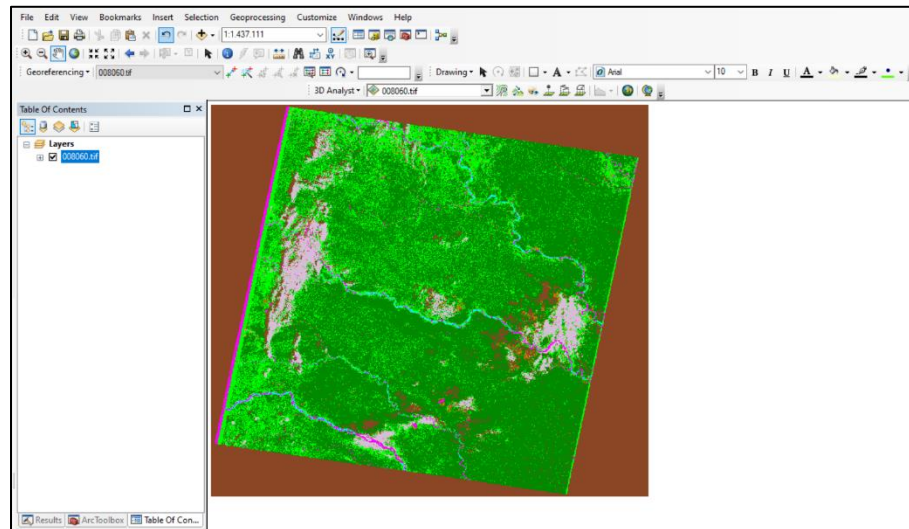 File Edit View Bookmarks Insert Selection Geoprocessing Customize Windows Help
1:1.437.111
Georeferencing 008060.tif Drawing A Arial 10 B I U A
3D Analyst 008060.tif
Table Of Contents
Layers
008060.tif
Results ArcToolbox Table Of Con...